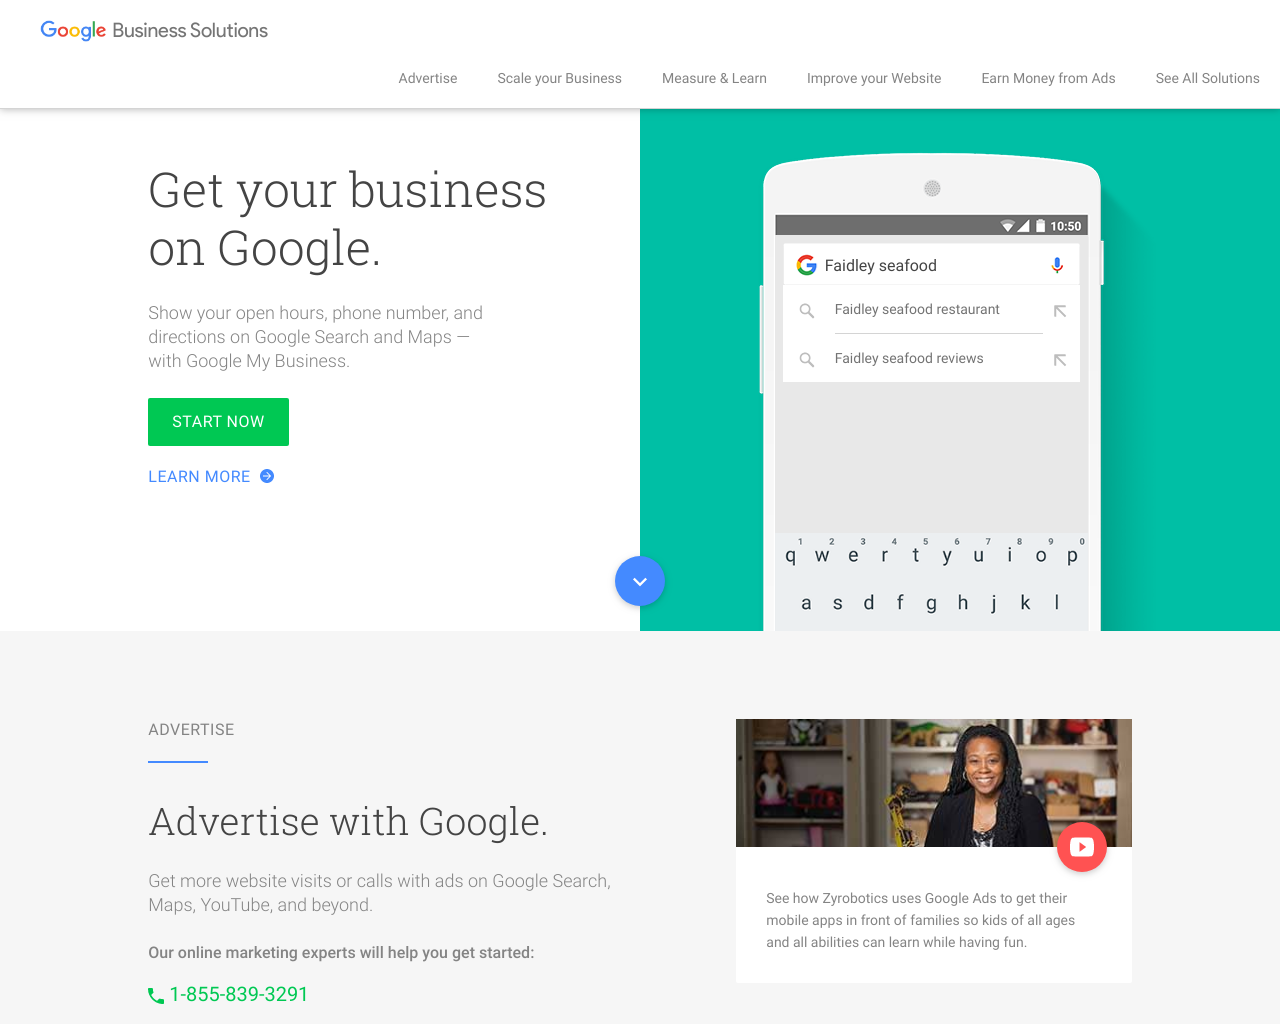 Google Business Solutions
Advertise
Scale your Business
Measure & Learn
Improve your Website
Earn Money from Ads
See All Solutions
Get your business
on Google.
Show your open hours, phone number, and
directions on Google Search and Maps —
with Google My Business.
START NOW
LEARN MORE
10:50
Faidley seafood
Faidley seafood restaurant
Faidley seafood reviews
1 2 3 4 5 6 7 8 9 0
q w e r t y u i o p
a s d f g h j k l
ADVERTISE
Advertise with Google.
Get more website visits or calls with ads on Google Search,
Maps, YouTube, and beyond.
Our online marketing experts will help you get started:
1-855-839-3291
See how Zyrobotics uses Google Ads to get their
mobile apps in front of families so kids of all ages
and all abilities can learn while having fun.